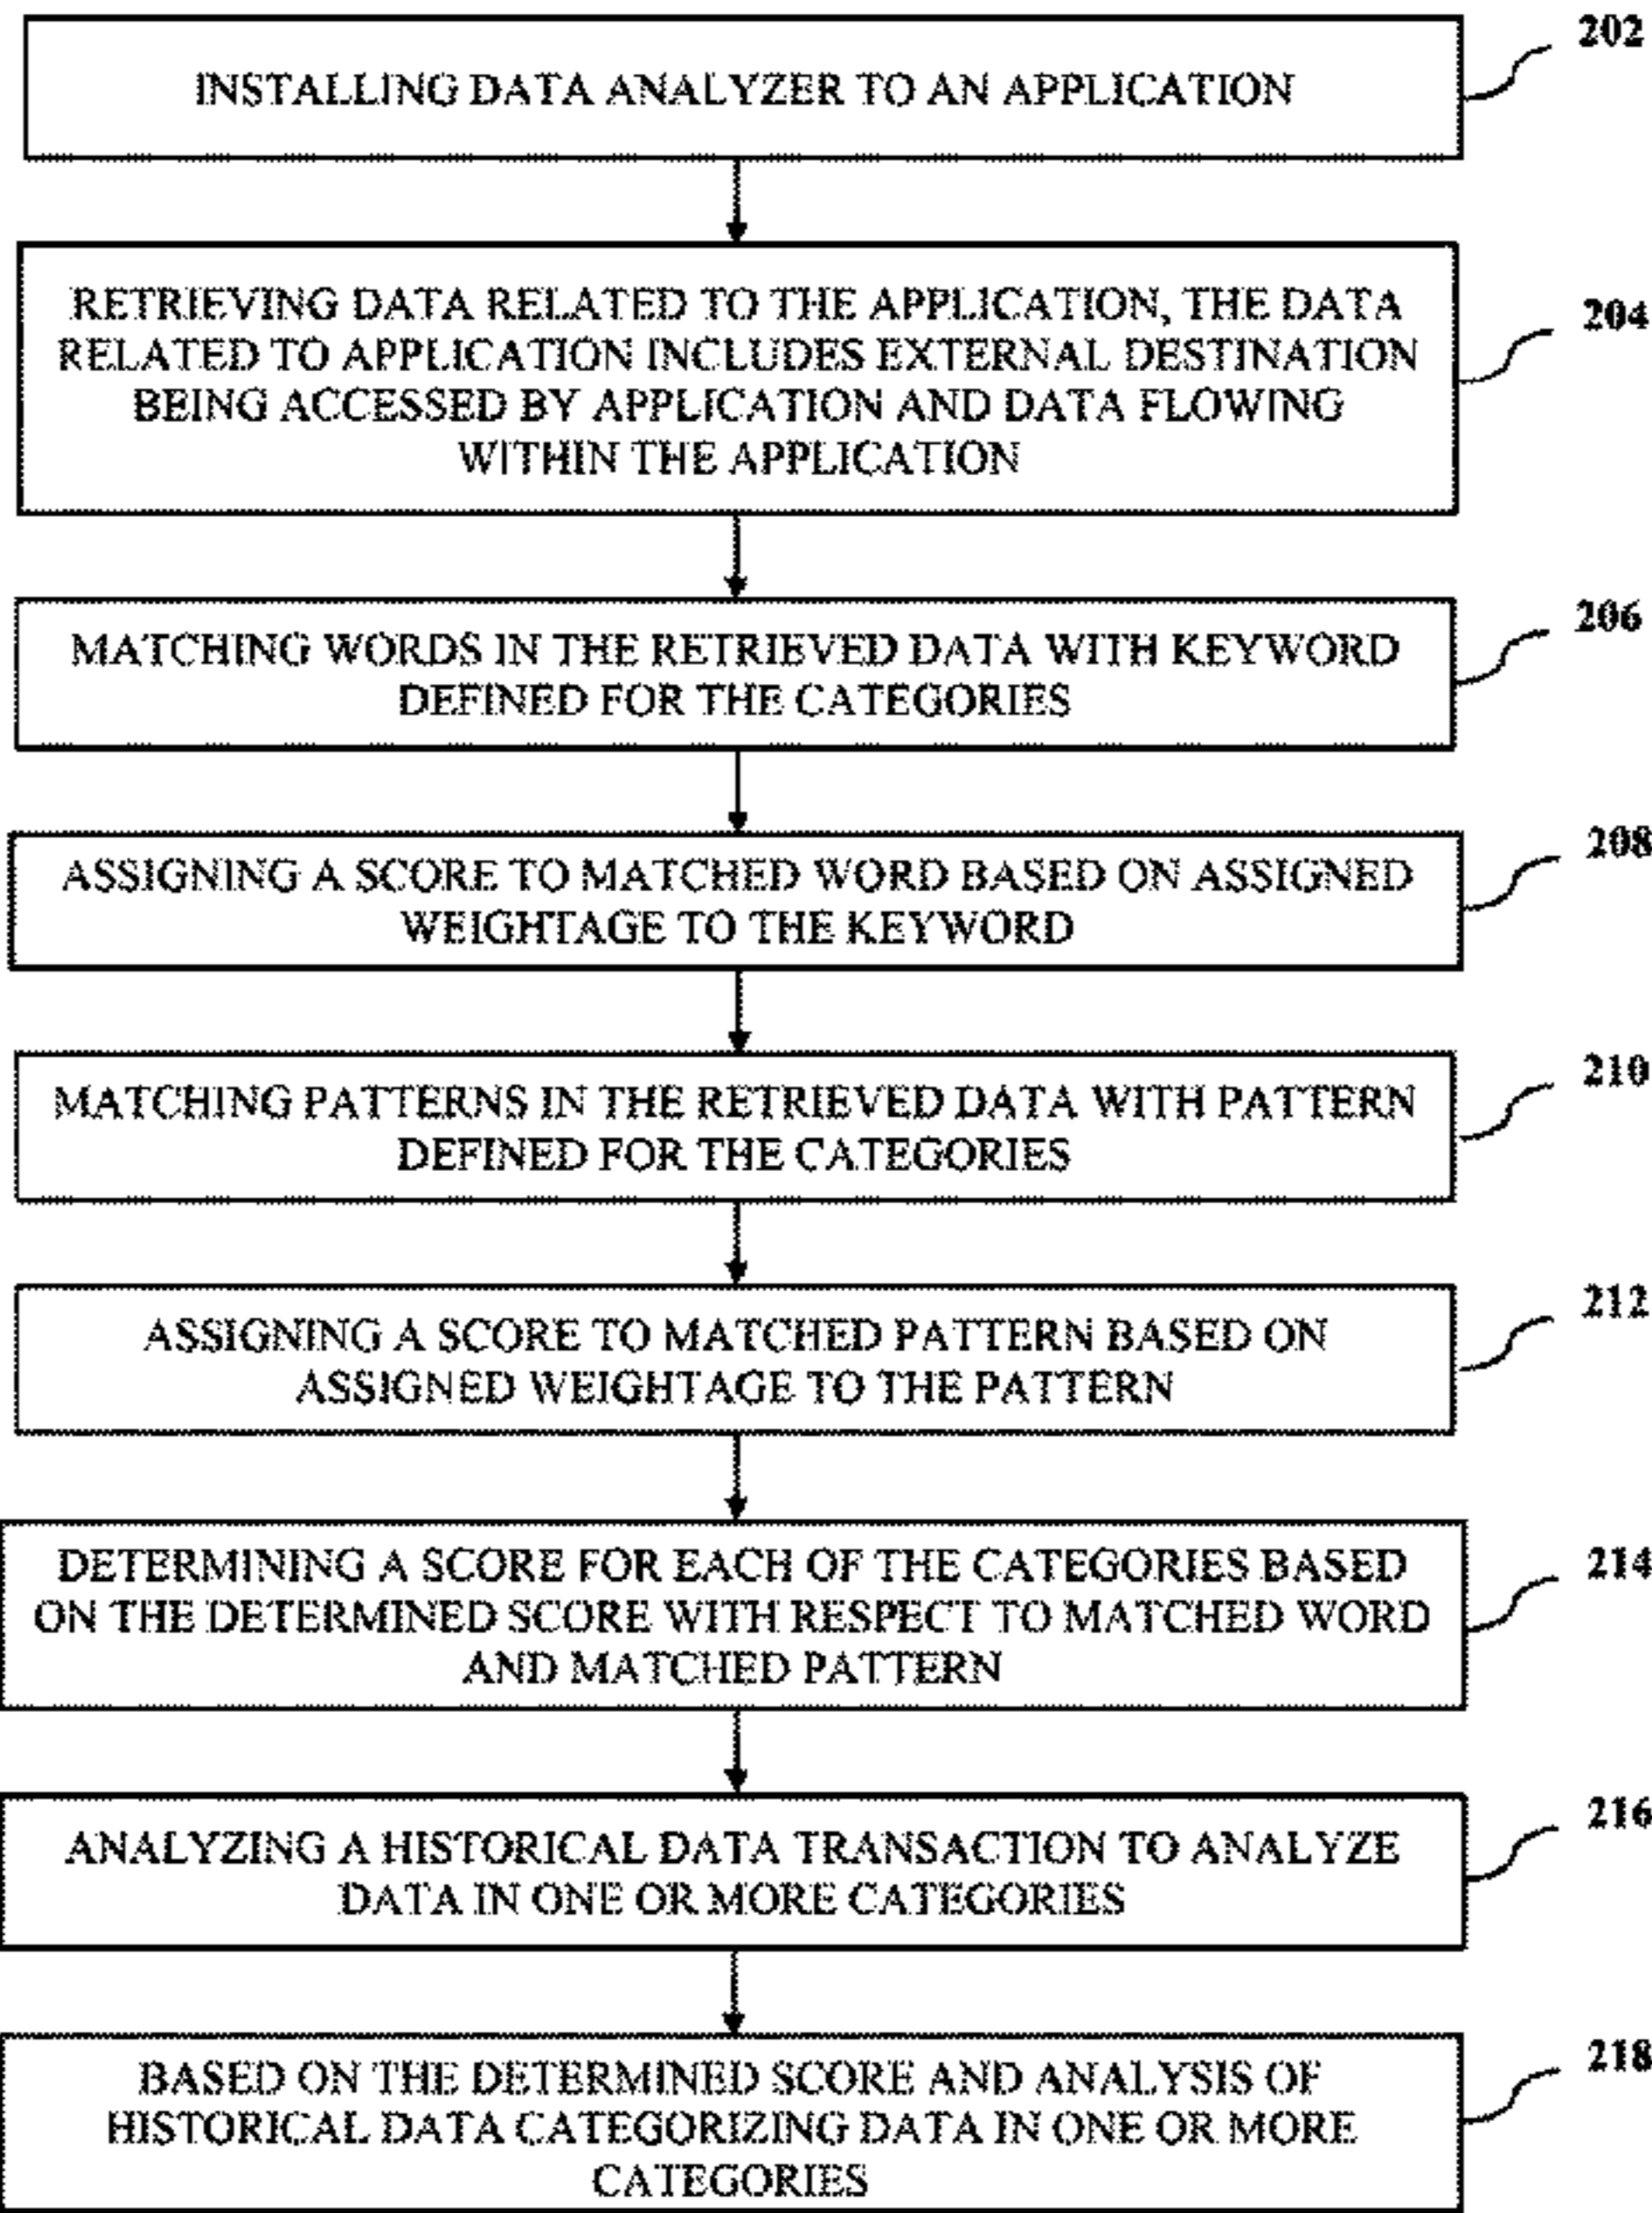 202
INSTALLING DATA ANALYZER TO AN APPLICATION
204
RETRIEVING DATA RELATED TO THE APPLICATION, THE DATA
RELATED TO APPLICATION INCLUDES EXTERNAL DESTINATION
BEING ACCESSED BY APPLICATION AND DATA FLOWING
WITHIN THE APPLICATION
206
MATCHING WORDS IN THE RETRIEVED DATA WITH KEYWORD
DEFINED FOR THE CATEGORIES
208
ASSIGNING A SCORE TO MATCHED WORD BASED ON ASSIGNED
WEIGHTAGE TO THE KEYWORD
210
MATCHING PATTERNS IN THE RETRIEVED DATA WITH PATTERN
DEFINED FOR THE CATEGORIES
212
ASSIGNING A SCORE TO MATCHED PATTERN BASED ON
ASSIGNED WEIGHTAGE TO THE PATTERN
214
DETERMINING A SCORE FOR EACH OF THE CATEGORIES BASED
ON THE DETERMINED SCORE WITH RESPECT TO MATCHED WORD
AND MATCHED PATTERN
216
ANALYZING A HISTORICAL DATA TRANSACTION TO ANALYZE
DATA IN ONE OR MORE CATEGORIES
218
BASED ON THE DETERMINED SCORE AND ANALYSIS OF
HISTORICAL DATA CATEGORIZING DATA IN ONE OR MORE
CATEGORIES